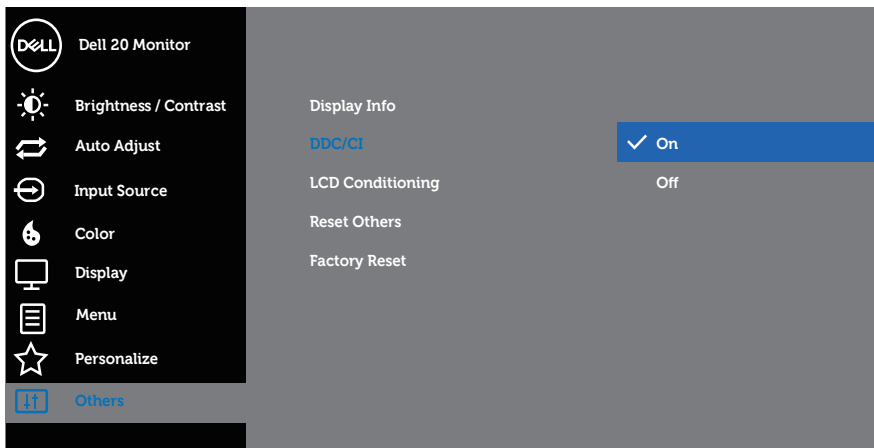 DELL
Dell 20 Monitor
Brightness / Contrast
Auto Adjust
Input Source
Color
Display
Menu
Personalize
Others
Display Info
DDC/CI
LCD Conditioning
Reset Others
Factory Reset
On
Off